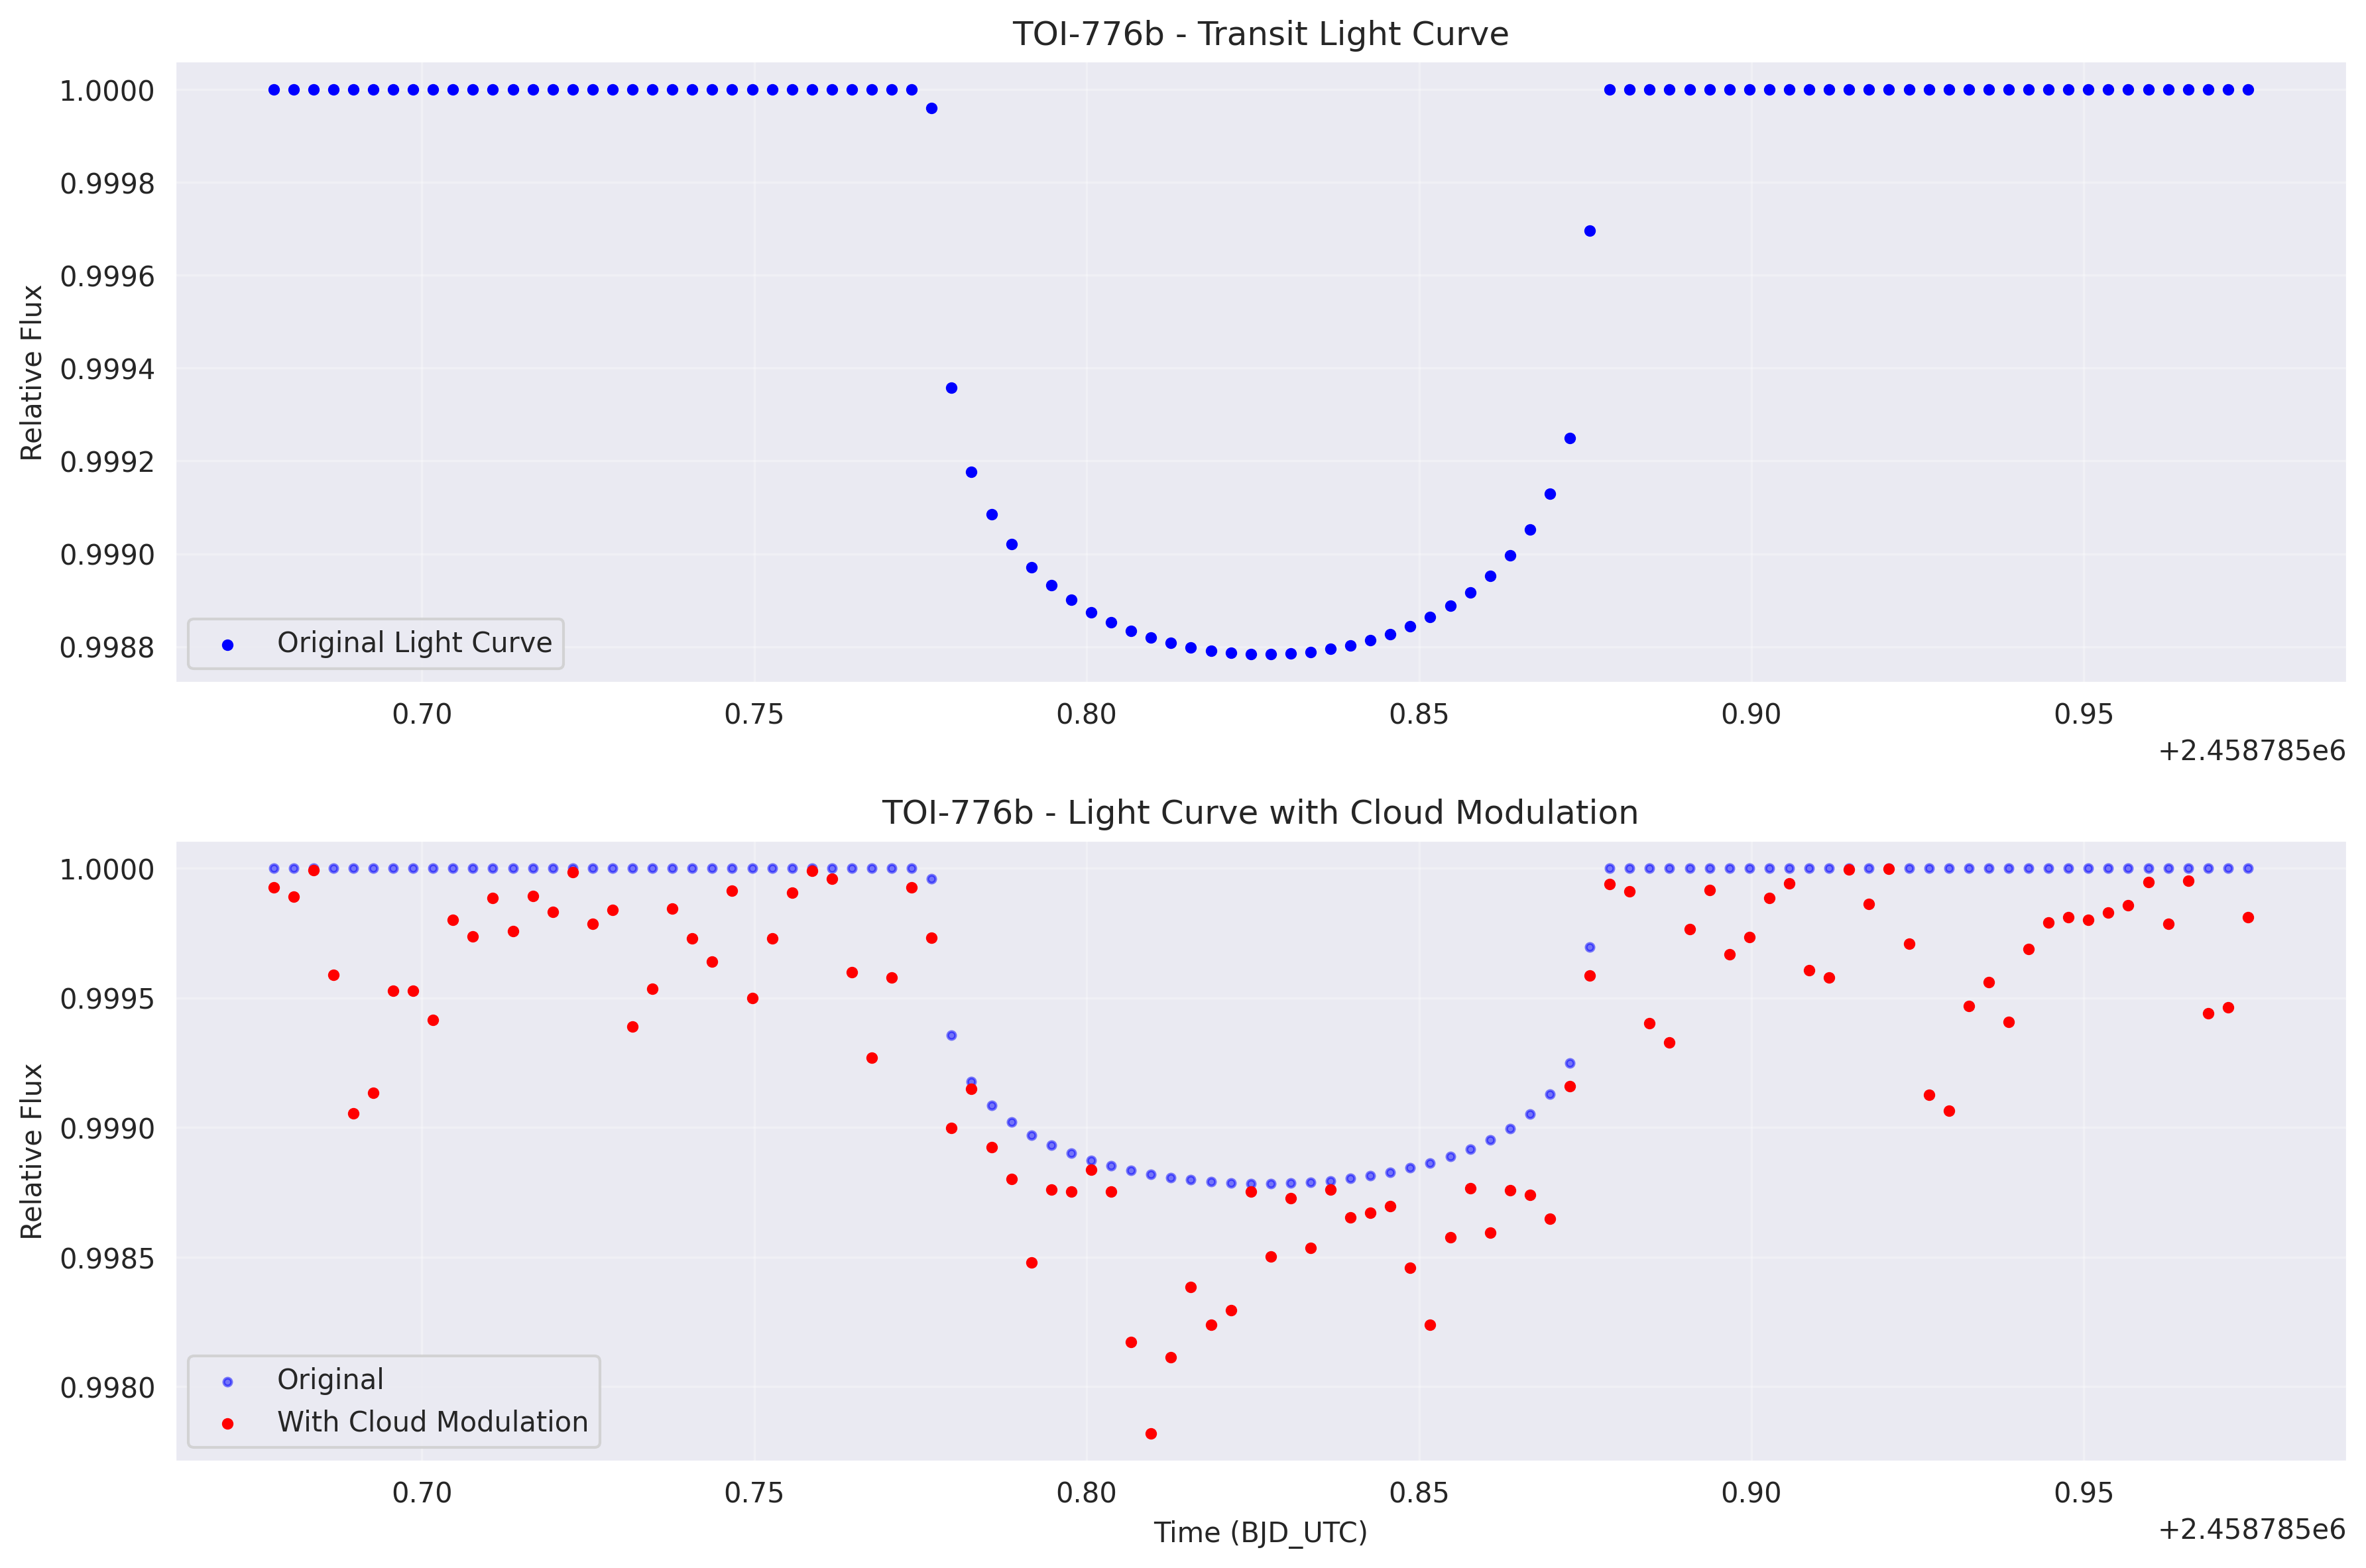 TOI-776b - Transit Light Curve
Relative Flux
1.0000
0.9998
0.9996
0.9994
0.9992
0.9990
0.9988
Original Light Curve
0.70 0.75 0.80 0.85 0.90 0.95
+2.458785e6
TOI-776b - Light Curve with Cloud Modulation
Relative Flux
1.0000
0.9995
0.9990
0.9985
0.9980
Original
With Cloud Modulation
0.70 0.75 0.80 0.85 0.90 0.95
Time (BJD_UTC)
+2.458785e6